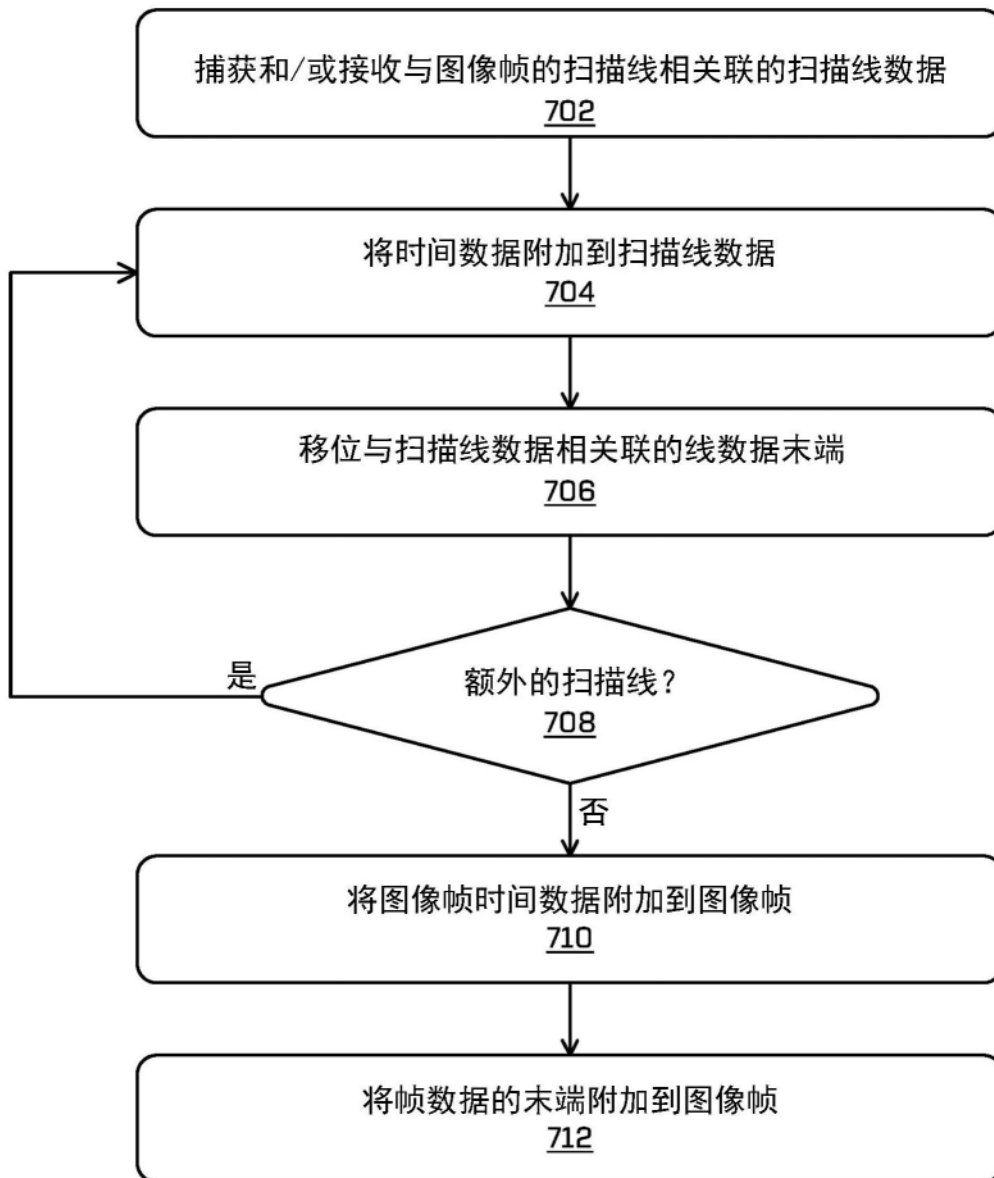 捕获和/或接收与图像帧的扫描线相关联的扫描线数据
702
将时间数据附加到扫描线数据
704
移位与扫描线数据相关联的线数据末端
706
是
额外的扫描线？
708
否
将图像帧时间数据附加到图像帧
710
将帧数据的末端附加到图像帧
712